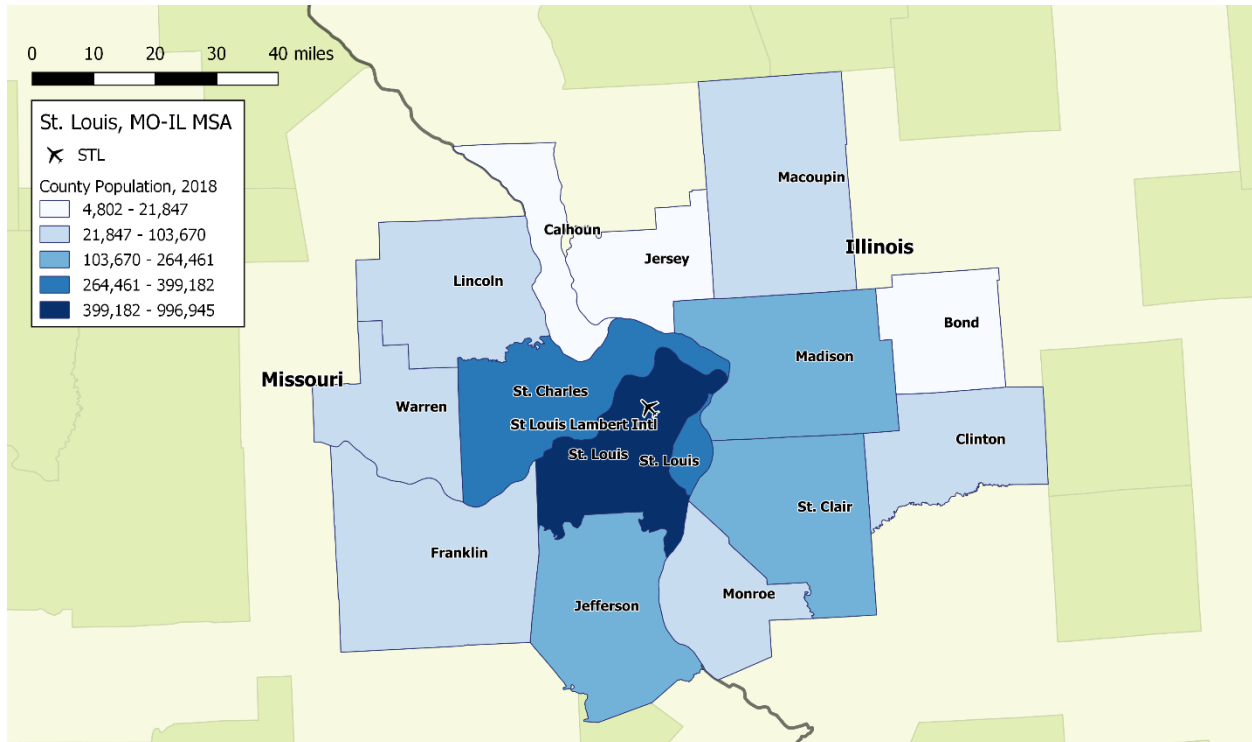 0 10 20 30 40 miles
St. Louis, MO-IL MSA
STL
County Population, 2018
4,802 - 21,847
21,847 - 103,670
103,670 - 264,461
264,461 - 399,182
399,182 - 996,945
Macoupin
Calhoun
Illinois
Jersey
Lincoln
Bond
Madison
Missouri
St. Charles
Warren
St Louis Lambert Intl
Clinton
St. Louis
St. Louis
St. Clair
Franklin
Monroe
Jefferson